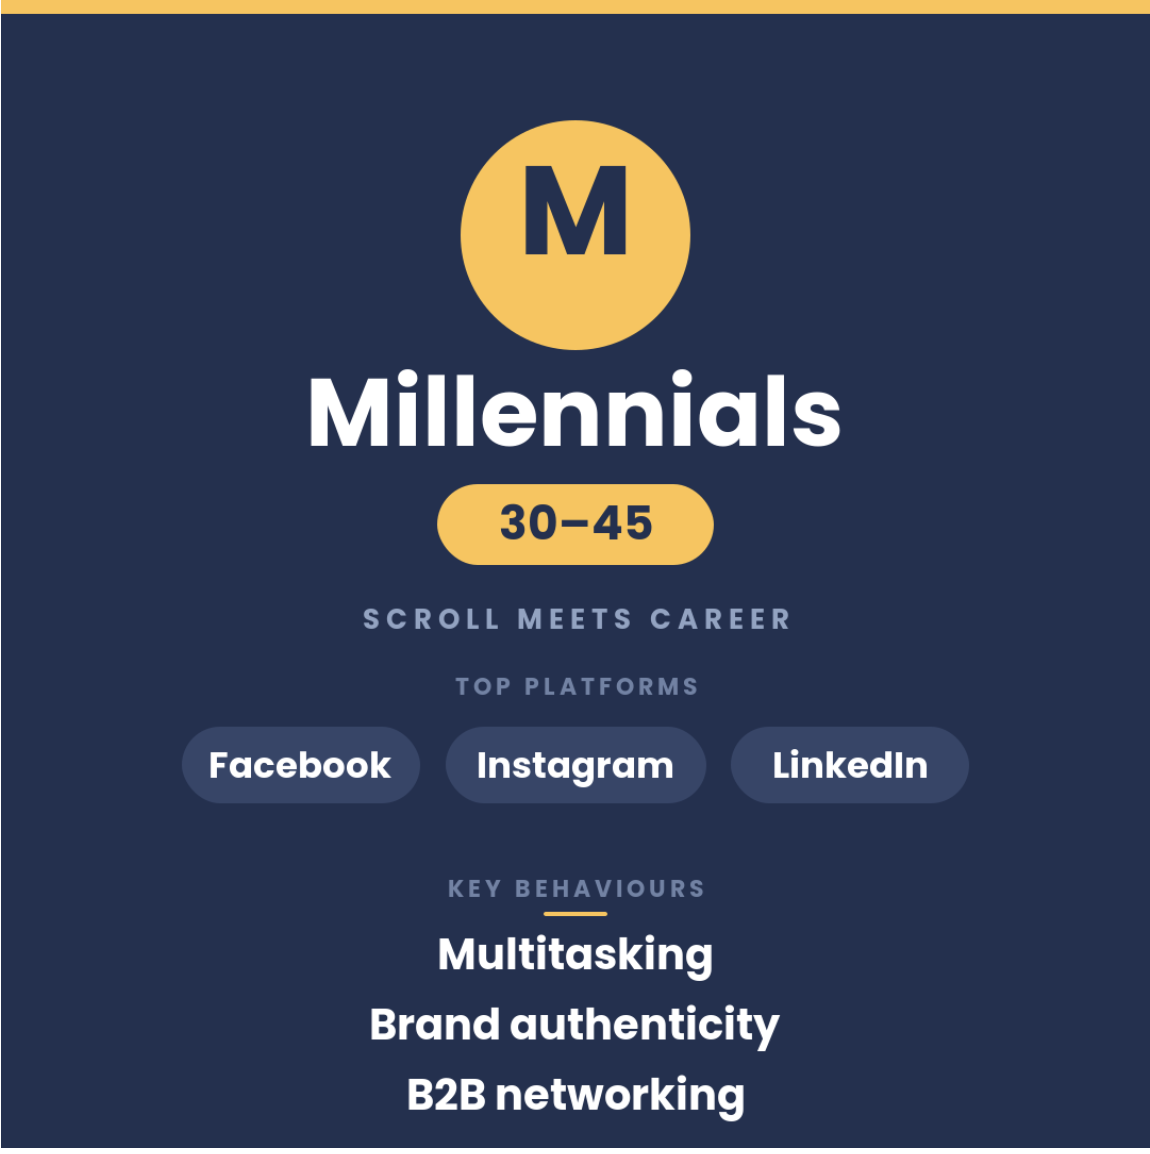 M
Millennials
30–45
SCROLL MEETS CAREER
TOP PLATFORMS
Facebook Instagram LinkedIn
KEY BEHAVIOURS
Multitasking
Brand authenticity
B2B networking